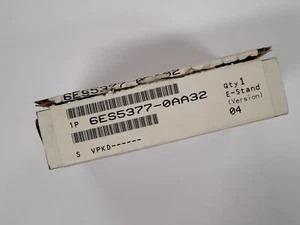 6ES5377-0AA32
1P 6ES5377-0AA32
Qty 1
E-Stand
(Version)
04
S VPKD------